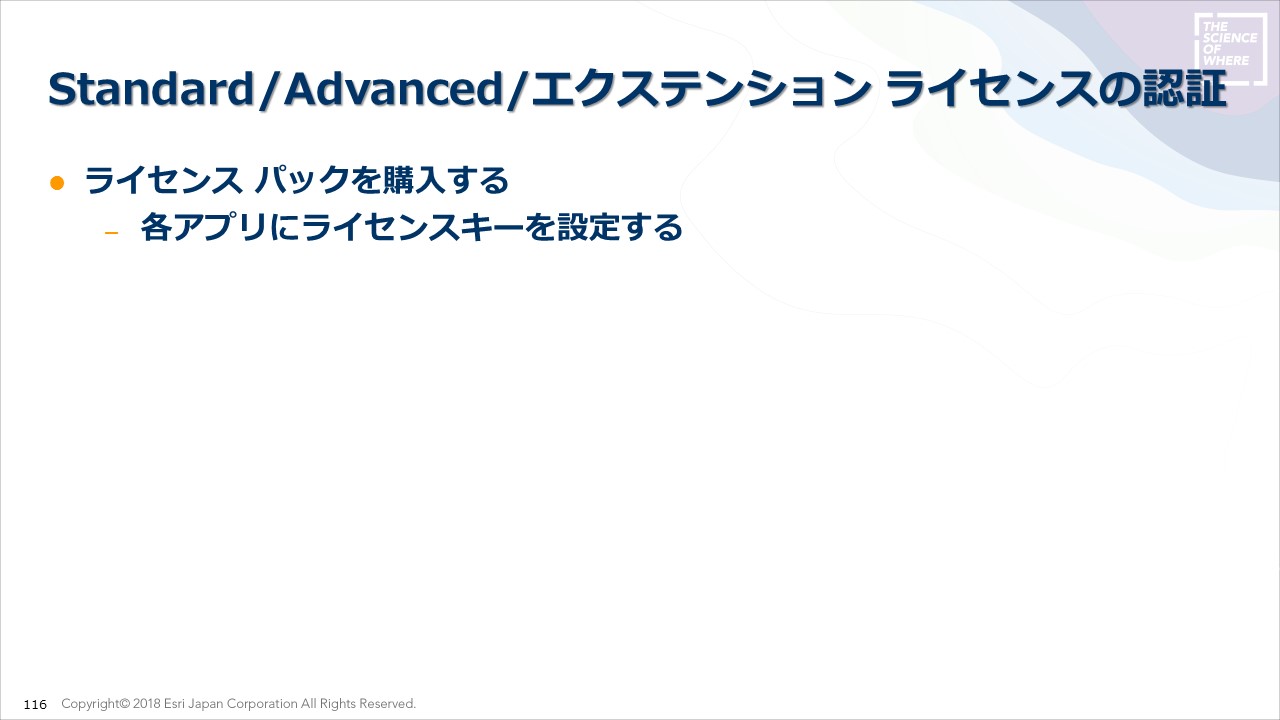 THE
SCIENCE
OF
WHERE
Standard/Advanced/エクステンション ライセンスの認証
● ライセンス パックを購入する
– 各アプリにライセンスキーを設定する
116 Copyright© 2018 Esri Japan Corporation All Rights Reserved.